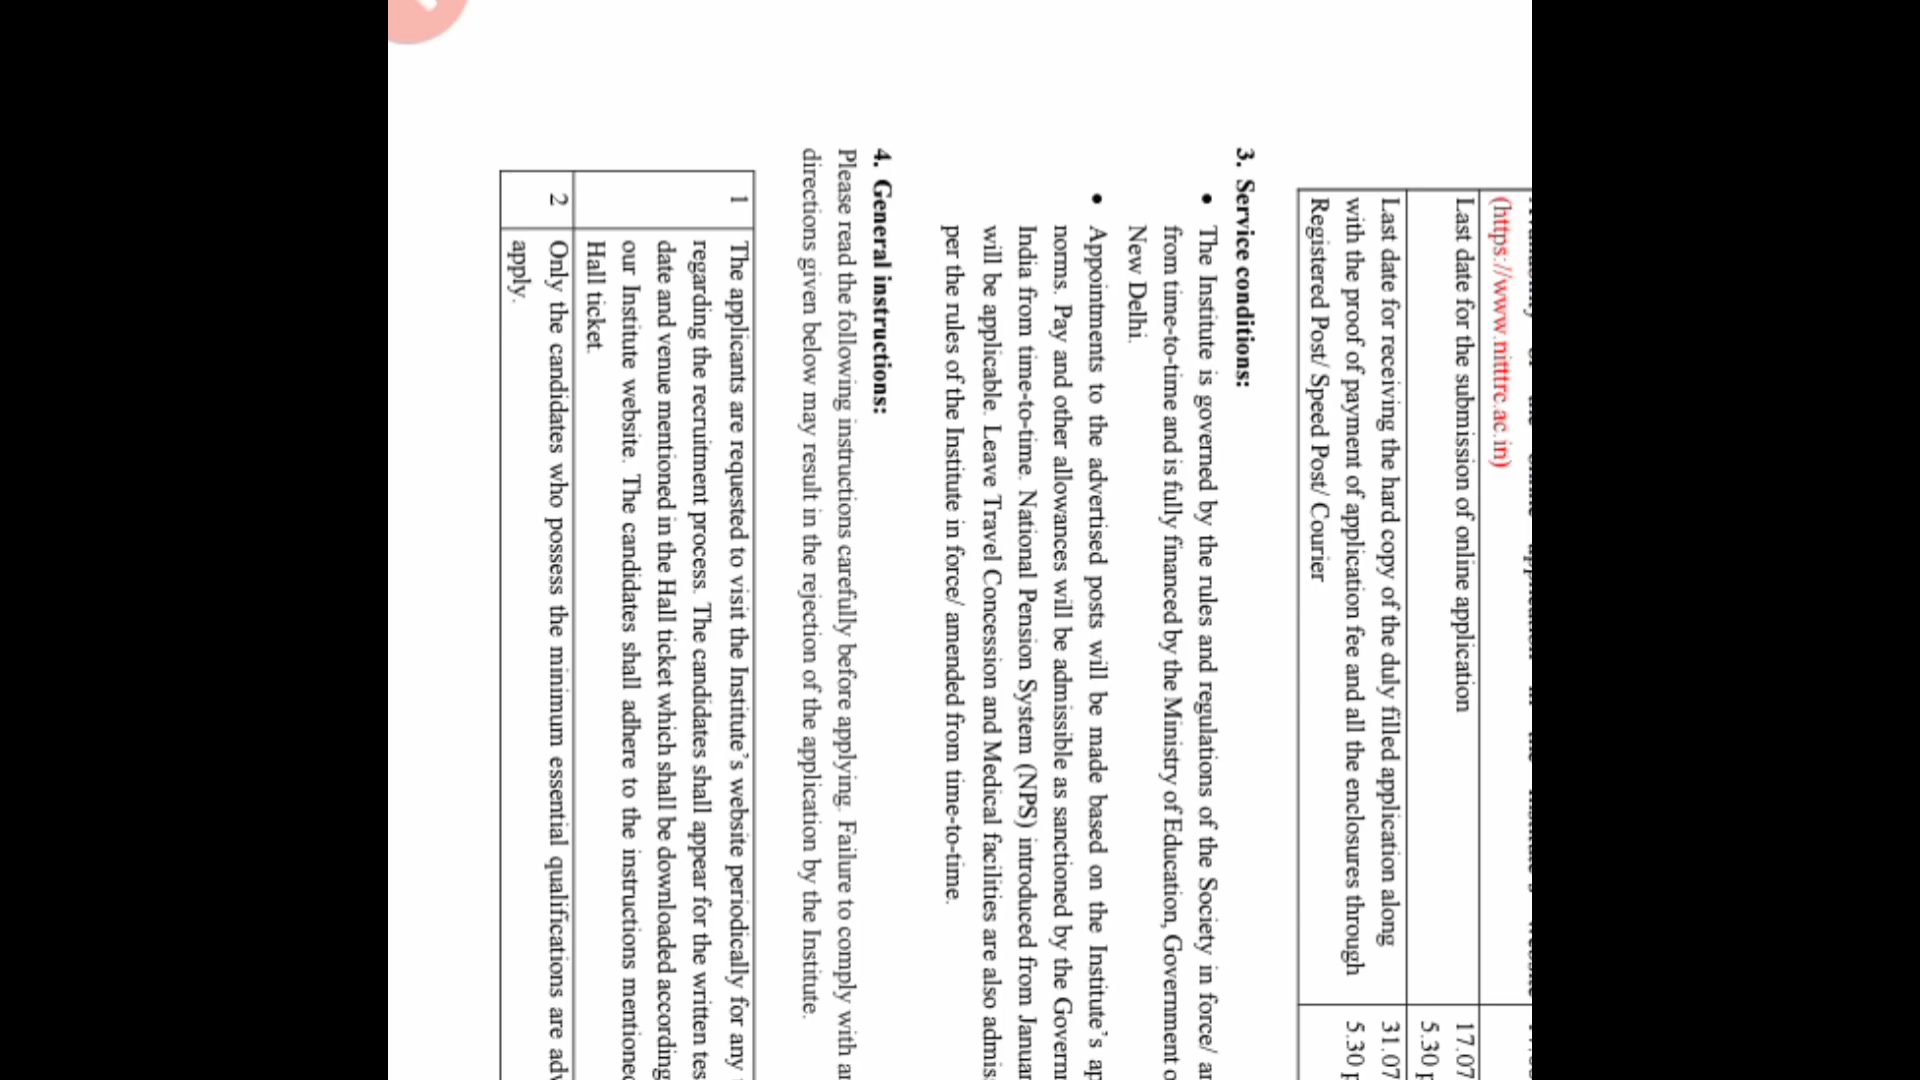 (https://www.nitttrc.ac.in)
Last date for the submission of online application 17.07
5.30 p
Last date for receiving the hard copy of the duly filled application along 31.07
with the proof of payment of application fee and all the enclosures through 5.30 p
Registered Post/ Speed Post/ Courier
3. Service conditions:
• The Institute is governed by the rules and regulations of the Society in force/ a
from time-to-time and is fully financed by the Ministry of Education, Government o
New Delhi.
• Appointments to the advertised posts will be made based on the Institute's ap
norms. Pay and other allowances will be admissible as sanctioned by the Governm
India from time-to-time. National Pension System (NPS) introduced from Januar
will be applicable. Leave Travel Concession and Medical facilities are also admis
per the rules of the Institute in force/ amended from time-to-time.
4. General instructions:
Please read the following instructions carefully before applying. Failure to comply with a
directions given below may result in the rejection of the application by the Institute.
1 The applicants are requested to visit the Institute's website periodically for any
regarding the recruitment process. The candidates shall appear for the written tes
date and venue mentioned in the Hall ticket which shall be downloaded according
our Institute website. The candidates shall adhere to the instructions mentioned
Hall ticket.
2 Only the candidates who possess the minimum essential qualifications are adv
apply.